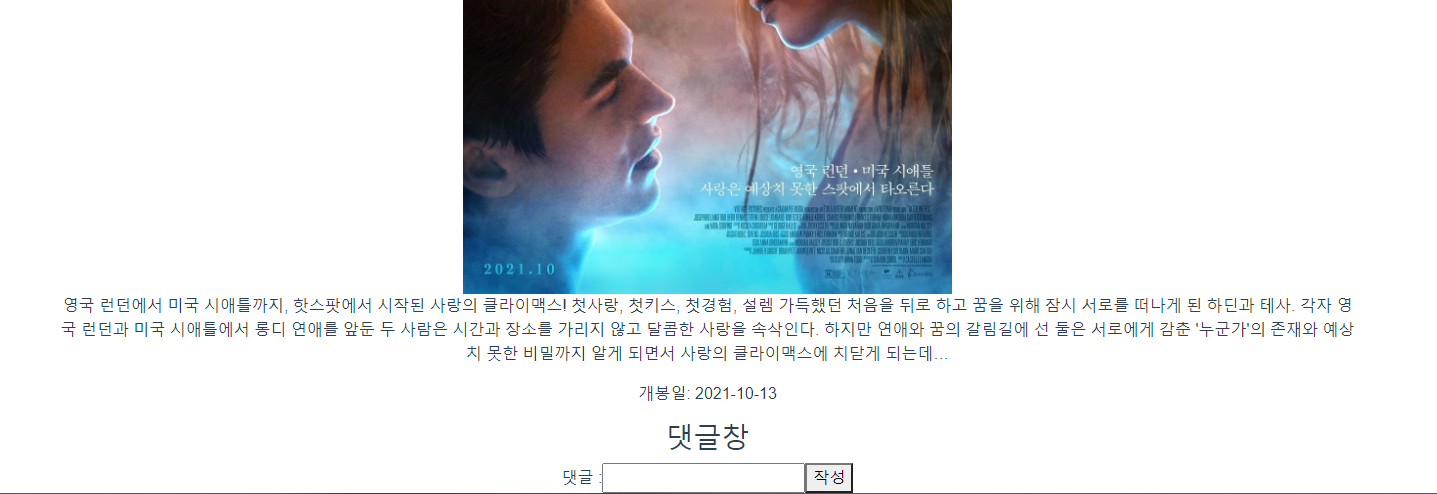 영국 런던 • 미국 시애틀
사랑은 예상치 못한 스팟에서 타오른다
2021.10
영국 런던에서 미국 시애틀까지, 핫스팟에서 시작된 사랑의 클라이맥스! 첫사랑, 첫키스, 첫경험, 설렘 가득했던 처음을 뒤로 하고 꿈을 위해 잠시 서로를 떠나게 된 하딘과 테사. 각자 영
국 런던과 미국 시애틀에서 롱디 연애를 앞둔 두 사람은 시간과 장소를 가리지 않고 달콤한 사랑을 속삭인다. 하지만 연애와 꿈의 갈림길에 선 둘은 서로에게 감춘 '누군가'의 존재와 예상
치 못한 비밀까지 알게 되면서 사랑의 클라이맥스에 치닫게 되는데…
개봉일: 2021-10-13
댓글창
댓글 :
작성